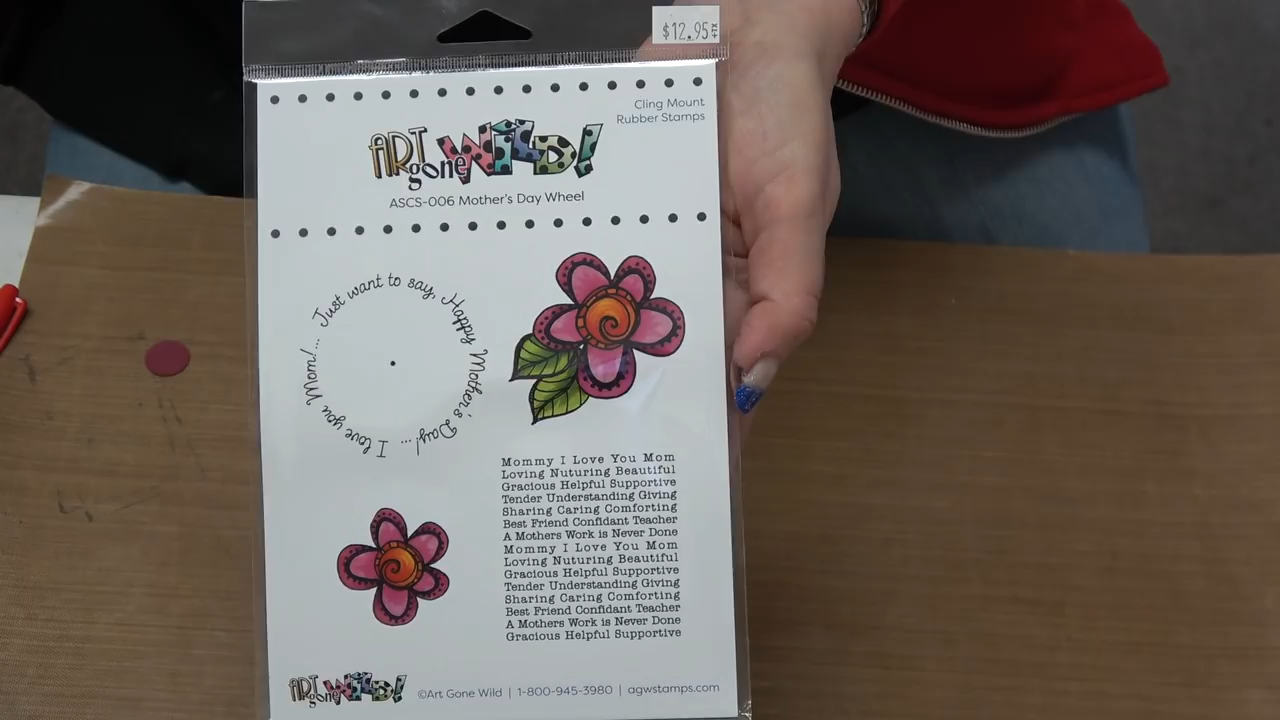 $12.95
Cling Mount
Rubber Stamps
ART gone WILD!
ASCS-006 Mother's Day Wheel
Just want to say, Happy Mother's Day!... I love you Mom!...
Mommy I Love You Mom
Loving Nuturing Beautiful
Gracious Helpful Supportive
Tender Understanding Giving
Sharing Caring Comforting
Best Friend Confidant Teacher
A Mothers Work is Never Done
Mommy I Love You Mom
Loving Nuturing Beautiful
Gracious Helpful Supportive
Tender Understanding Giving
Sharing Caring Comforting
Best Friend Confidant Teacher
A Mothers Work is Never Done
Gracious Helpful Supportive
ART gone WILD! ©Art Gone Wild | 1-800-945-3980 | agwstamps.com